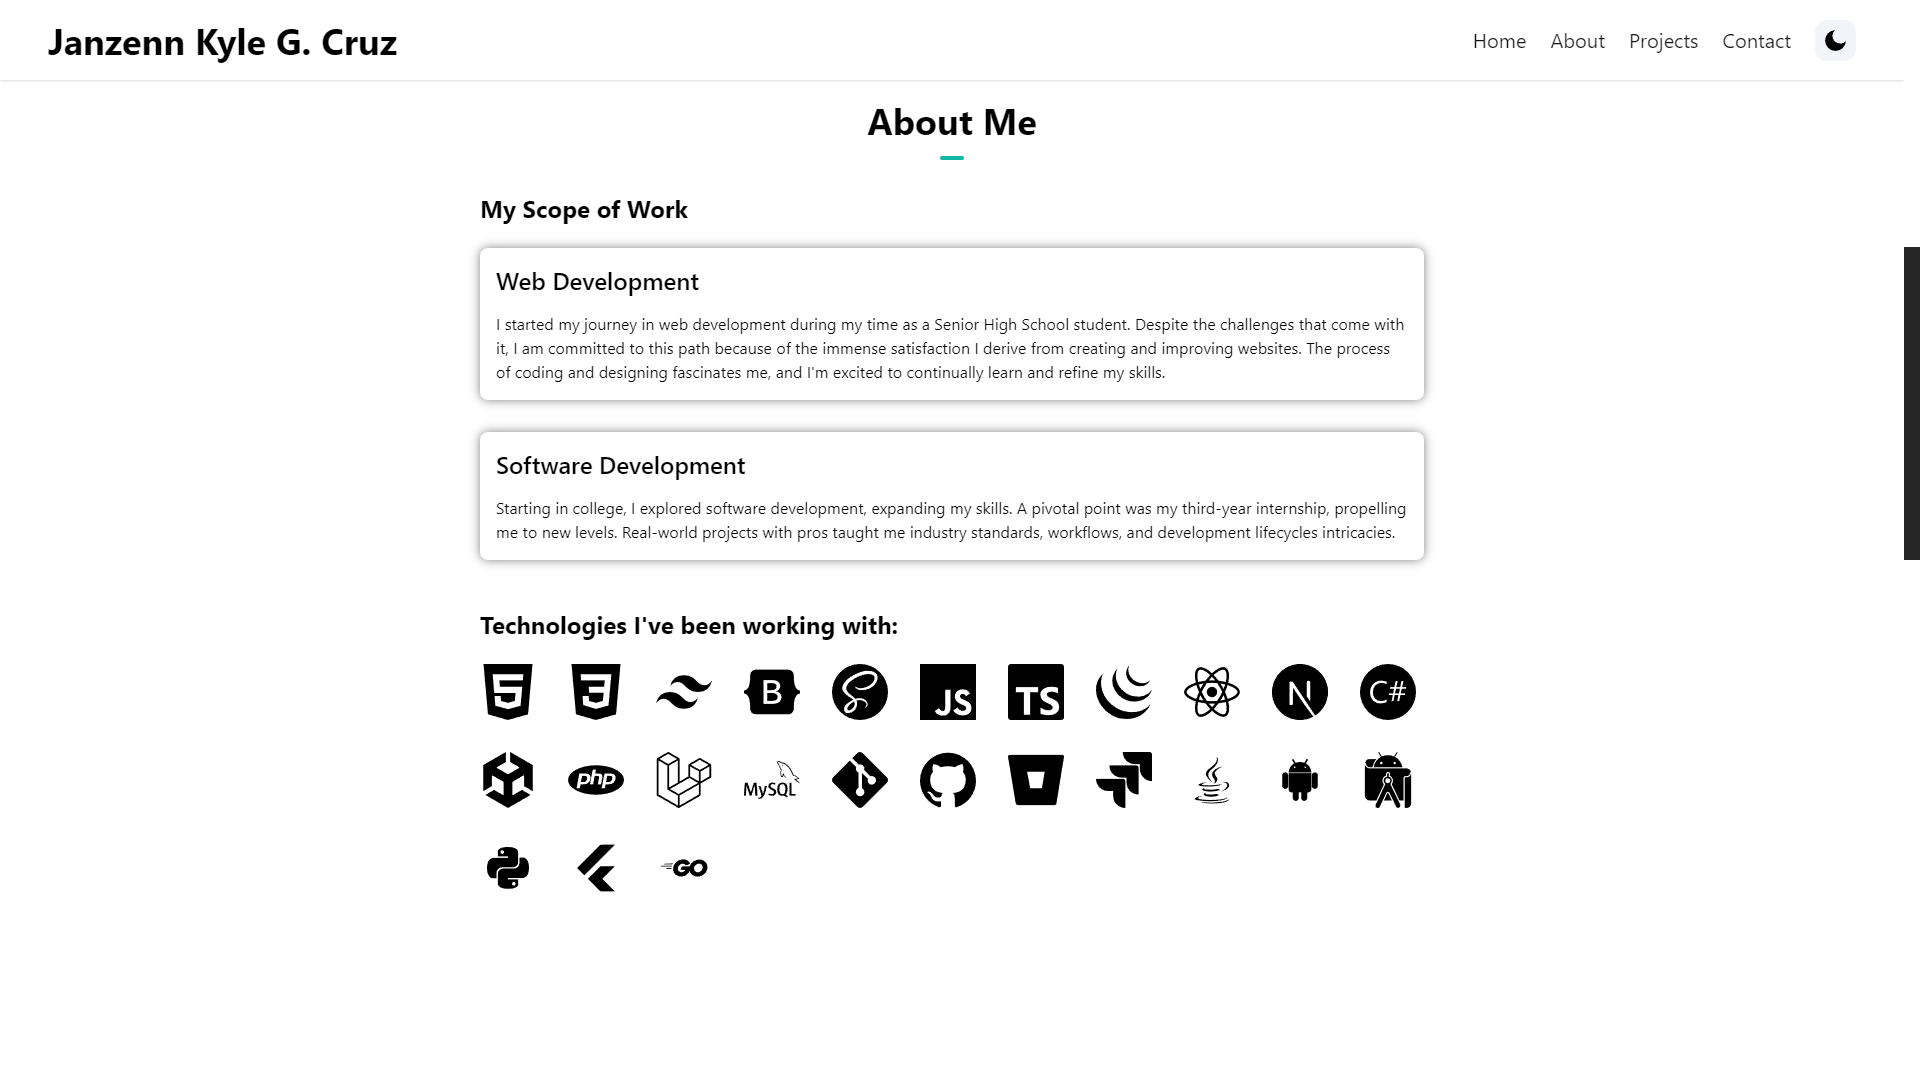 Janzenn Kyle G. Cruz
Home About Projects Contact
About Me
My Scope of Work
Web Development
I started my journey in web development during my time as a Senior High School student. Despite the challenges that come with
it, I am committed to this path because of the immense satisfaction I derive from creating and improving websites. The process
of coding and designing fascinates me, and I'm excited to continually learn and refine my skills.
Software Development
Starting in college, I explored software development, expanding my skills. A pivotal point was my third-year internship, propelling
me to new levels. Real-world projects with pros taught me industry standards, workflows, and development lifecycles intricacies.
Technologies I've been working with:
5 3 B S JS TS N C#
php MySQL
GO